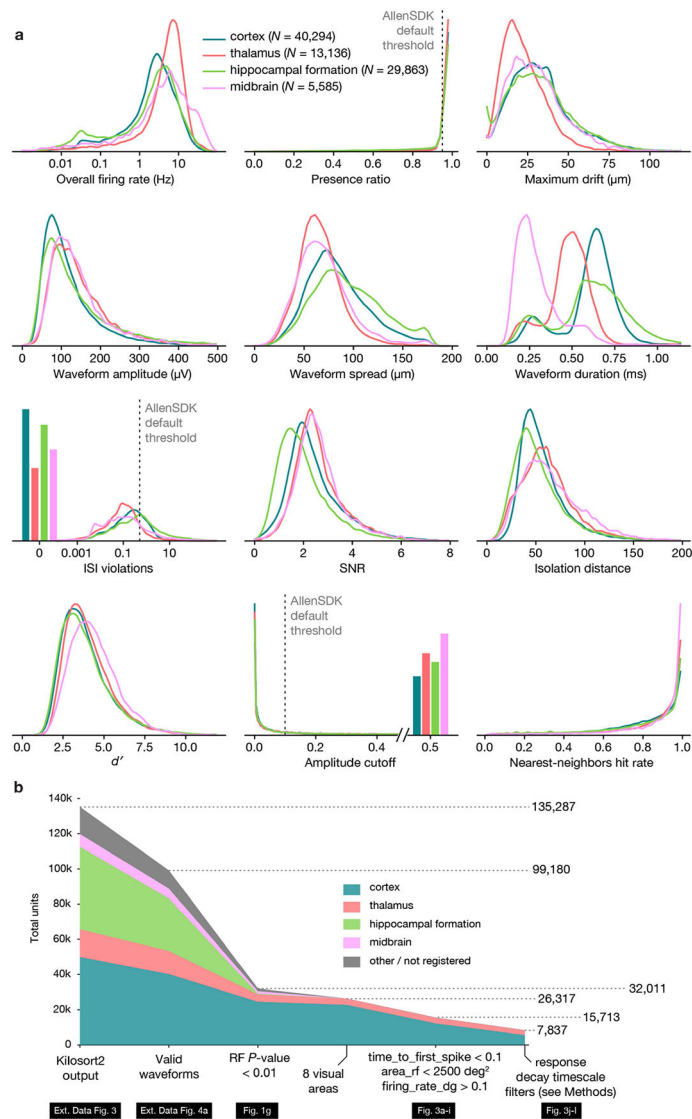 a
cortex (N = 40,294)
thalamus (N = 13,136)
hippocampal formation (N = 29,863)
midbrain (N = 5,585)
AllenSDK
default
threshold
0.01 0.1 1 10
Overall firing rate (Hz)
0.0 0.2 0.4 0.6 0.8 1.0
Presence ratio
0 25 50 75 100
Maximum drift (μm)
0 100 200 300 400 500
Waveform amplitude (μV)
0 50 100 150 200
Waveform spread (μm)
0.00 0.25 0.50 0.75 1.00
Waveform duration (ms)
AllenSDK
default
threshold
0 0.001 0.1 10
ISI violations
0 2 4 6 8
SNR
0 50 100 150 200
Isolation distance
2.5 5.0 7.5 10.0
d′
AllenSDK
default
threshold
0.0 0.2 0.4 0.5
Amplitude cutoff
0.0 0.2 0.4 0.6 0.8 1.0
Nearest-neighbors hit rate
b
140k
120k
100k
80k
60k
40k
20k
0
Total units
135,287
99,180
32,011
26,317
15,713
7,837
cortex
thalamus
hippocampal formation
midbrain
other / not registered
Kilosort2
output
Valid
waveforms
RF P-value
< 0.01
8 visual
areas
time_to_first_spike < 0.1
area_rf < 2500 deg²
firing_rate_dg > 0.1
response
decay timescale
filters (see Methods)
Ext. Data Fig. 3
Ext. Data Fig. 4a
Fig. 1g
Fig. 3a-i
Fig. 3j-l